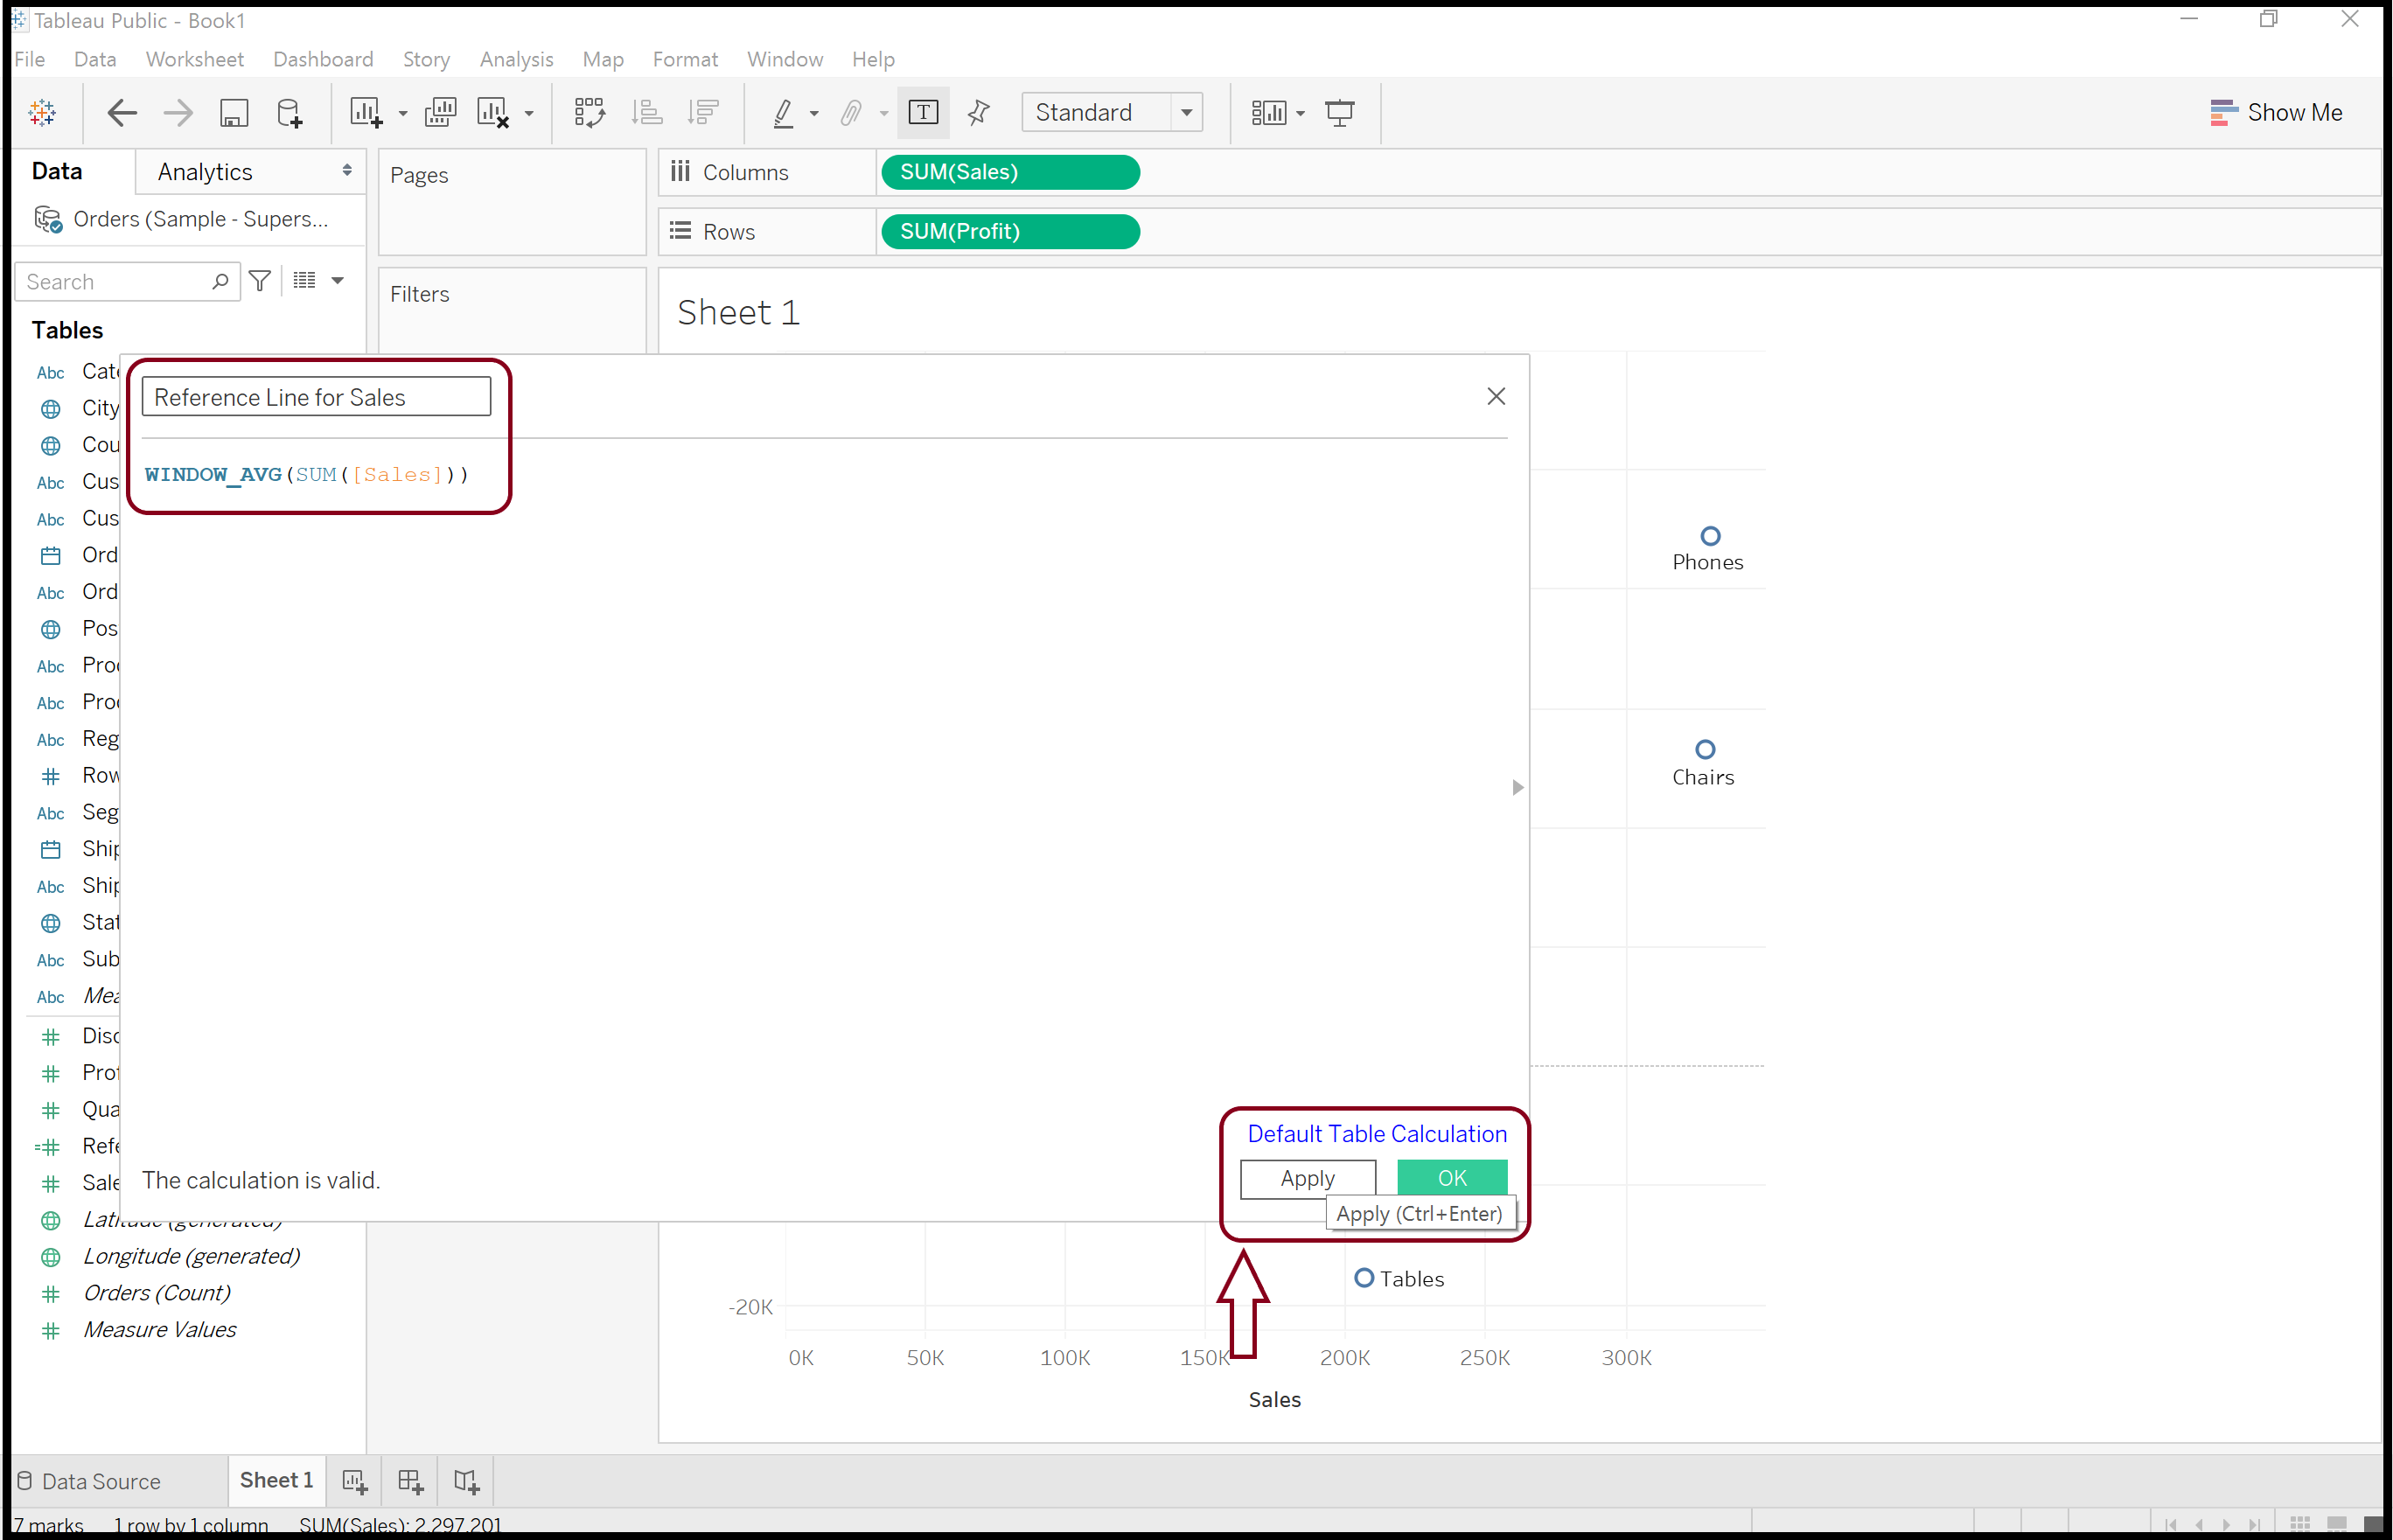 Tableau Public - Book1
File Data Worksheet Dashboard Story Analysis Map Format Window Help
T Standard Show Me
Data Analytics Pages Columns SUM(Sales)
Orders (Sample - Supers... Rows SUM(Profit)
Search Filters
Tables Sheet 1
Abc Cate
City
Cou
Abc Cus
Abc Cus
Ord
Abc Ord
Pos
Abc Prod
Abc Prod
Abc Reg
Row
Abc Seg
Ship
Abc Ship
Stat
Abc Sub
Abc Mea
Disc
Prof
Qua
=# Refe
Sale
Latitude (generated)
Longitude (generated)
Orders (Count)
Measure Values
Reference Line for Sales
WINDOW_AVG(SUM([Sales]))
The calculation is valid.
Default Table Calculation
Apply OK
Apply (Ctrl+Enter)
Phones
Chairs
Tables
-20K
0K 50K 100K 150K 200K 250K 300K
Sales
Data Source Sheet 1
7 marks 1 row by 1 column SUM(Sales): 2,297,201